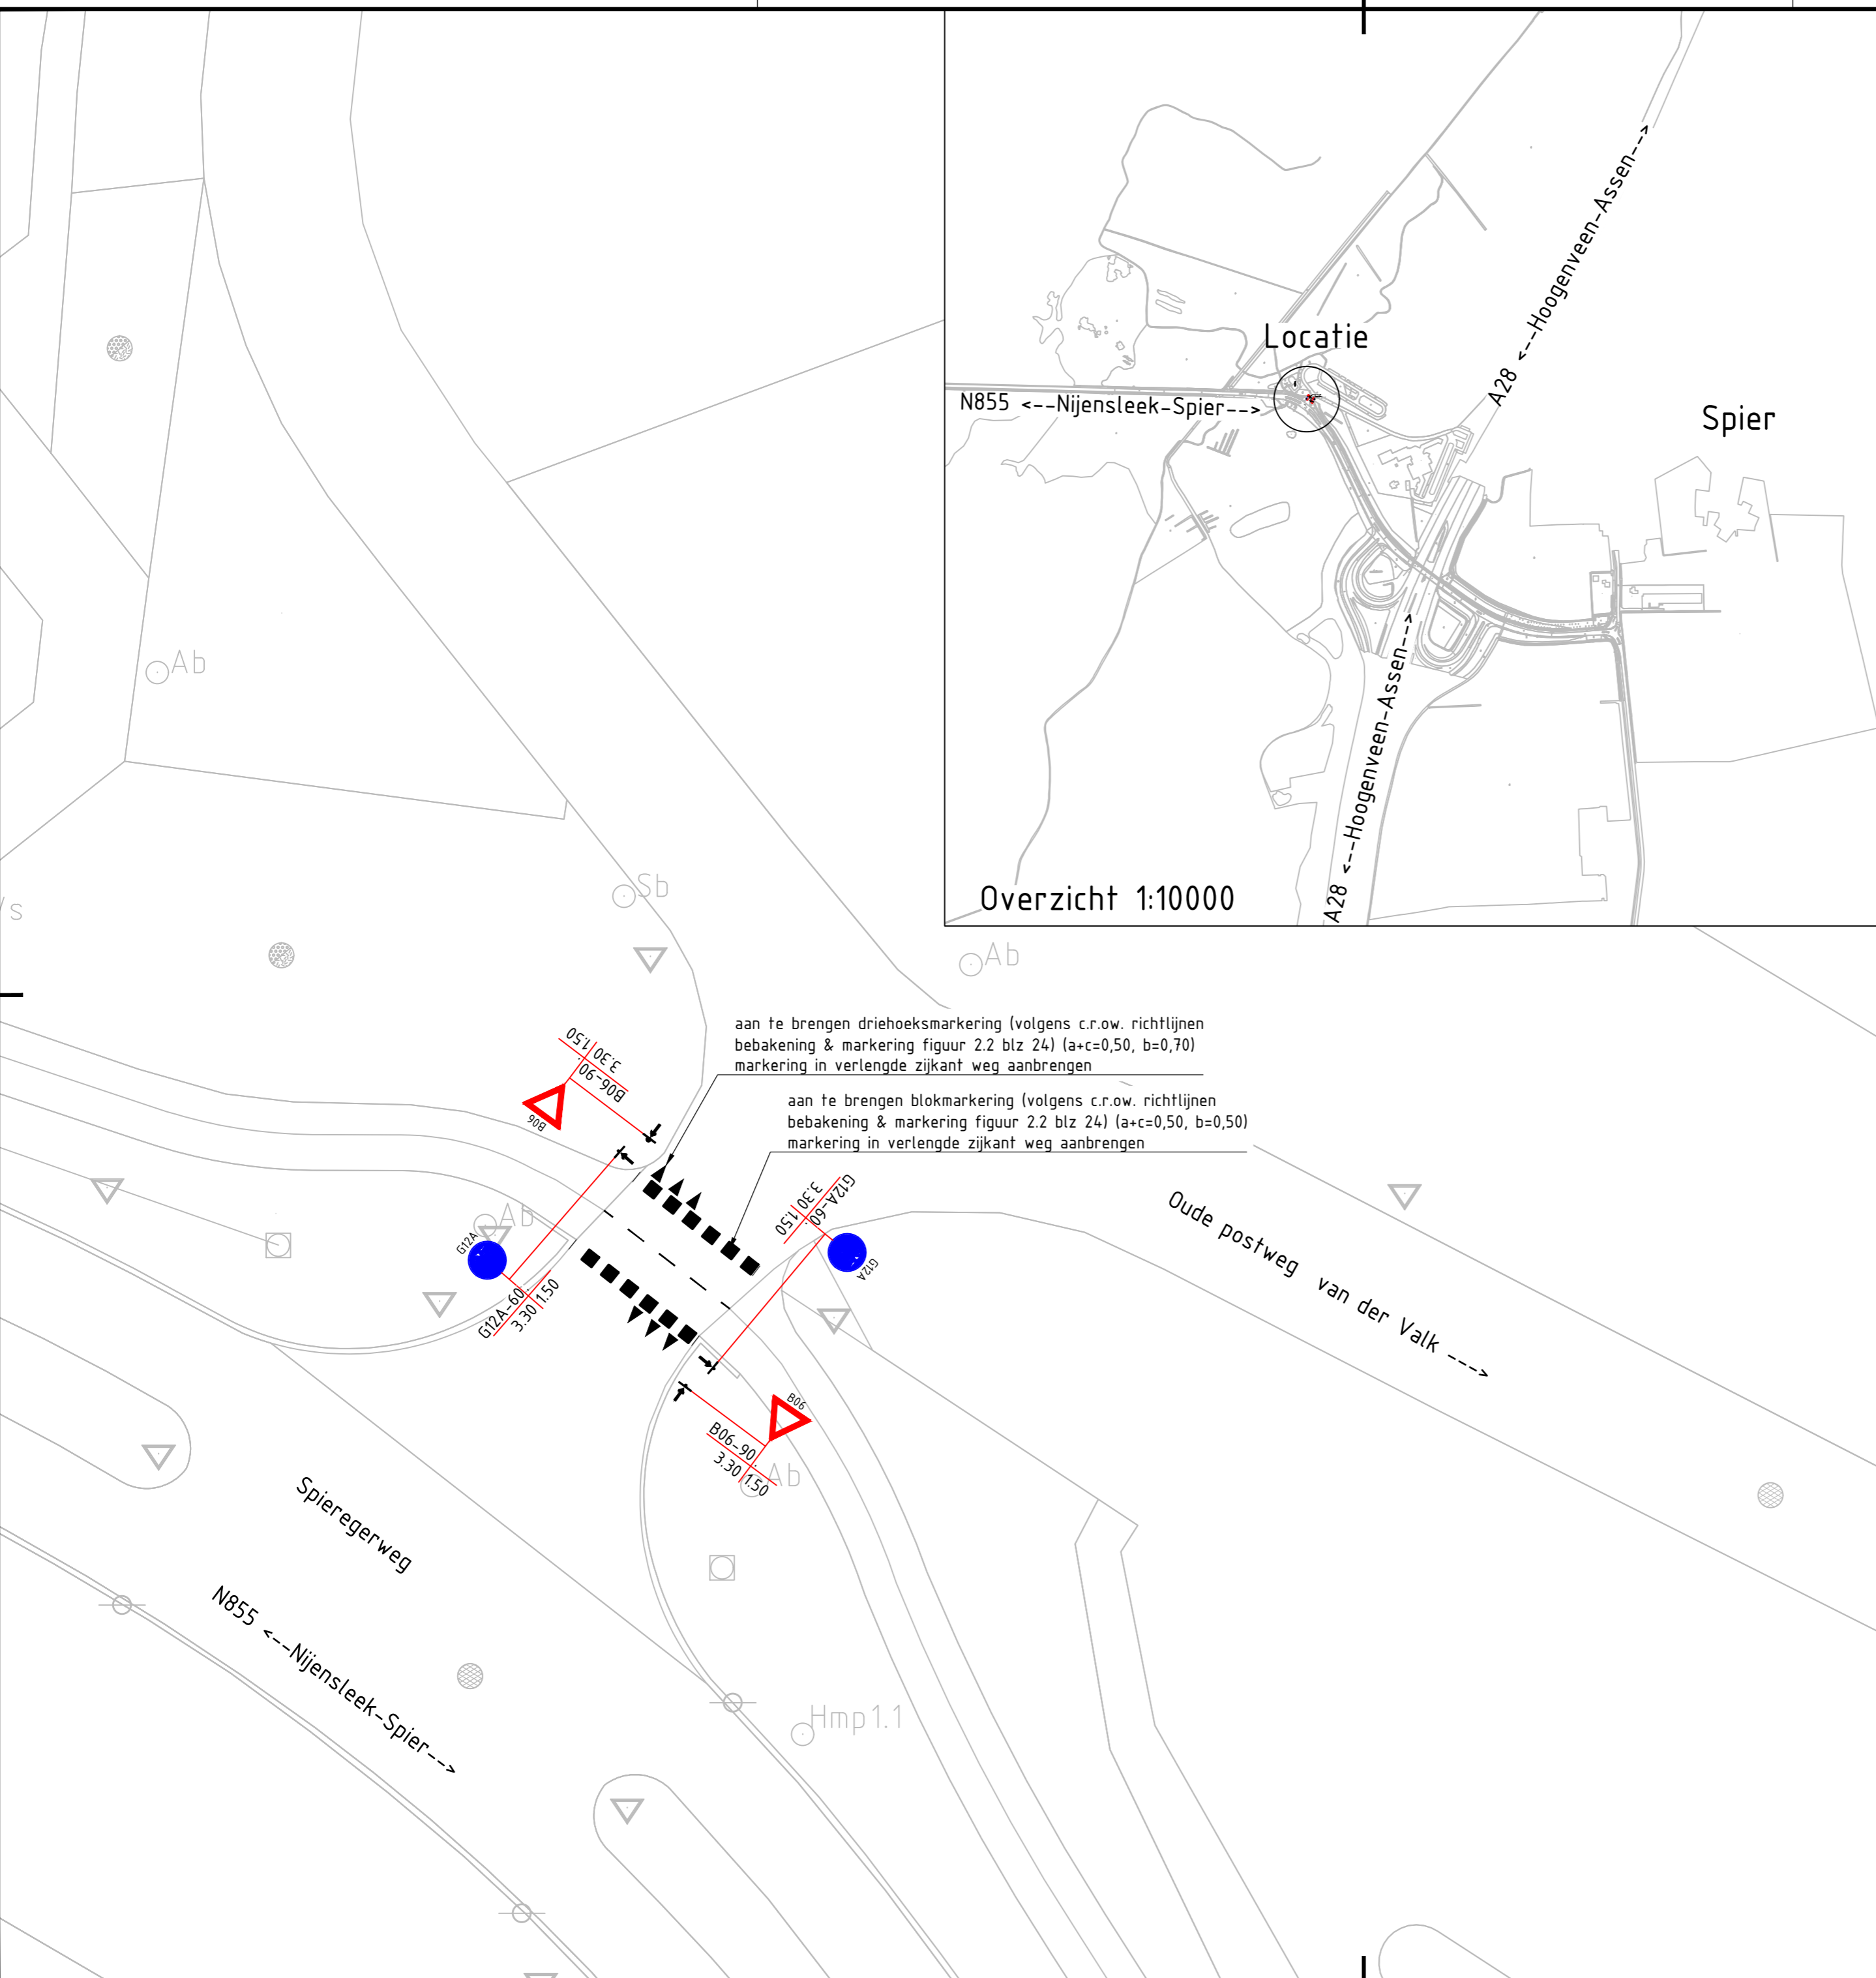 Locatie
N855 <--Nijensleek-Spier-->
A28 <---Hoogenveen-Assen--->
Spier
A28 <---Hoogenveen-Assen--->
Overzicht 1:10000
Ab
Sb
Ab
aan te brengen driehoeksmarkering (volgens c.r.ow. richtlijnen
bebakening & markering figuur 2.2 blz 24) (a+c=0,50, b=0,70)
markering in verlengde zijkant weg aanbrengen
aan te brengen blokmarkering (volgens c.r.ow. richtlijnen
bebakening & markering figuur 2.2 blz 24) (a+c=0,50, b=0,50)
markering in verlengde zijkant weg aanbrengen
3.30 1.50
B06-90
B06
G12A-60
3.30 1.50
G12A
Ab
G12A
G12A-60
3.30 1.50
Oude postweg van der Valk ---->
B06
B06-90
3.30 1.50
Ab
Spieregerweg
N855 <---Nijensleek-Spier--->
Hmp1.1